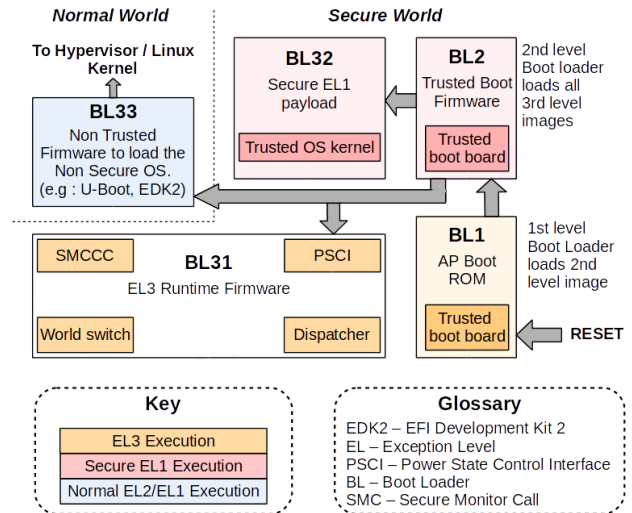 Normal World
Secure World
To Hypervisor / Linux
Kernel
BL33
Non Trusted
Firmware to load the
Non Secure OS.
(e.g : U-Boot, EDK2)
BL32
Secure EL1
payload
Trusted OS kernel
BL2
Trusted Boot
Firmware
Trusted
boot board
2nd level
Boot loader
loads all
3rd level
images
SMCCC
BL31
PSCI
EL3 Runtime Firmware
World switch
Dispatcher
BL1
AP Boot
ROM
Trusted
boot board
1st level
Boot Loader
loads 2nd
level image
RESET
Key
EL3 Execution
Secure EL1 Execution
Normal EL2/EL1 Execution
Glossary
EDK2 – EFI Development Kit 2
EL – Exception Level
PSCI – Power State Control Interface
BL – Boot Loader
SMC – Secure Monitor Call